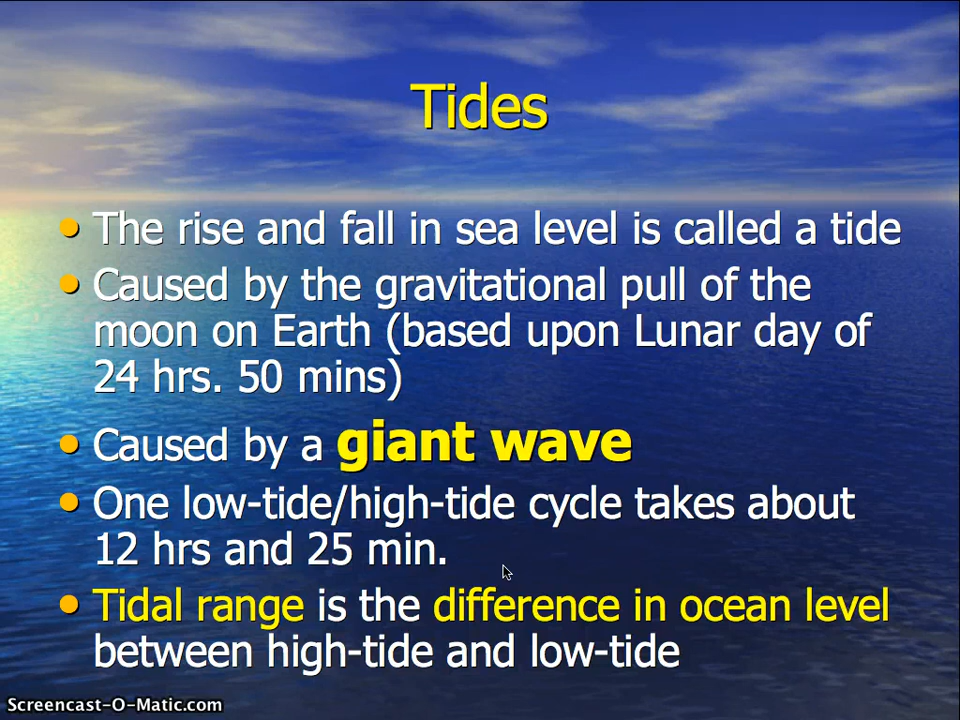 Tides
• The rise and fall in sea level is called a tide
• Caused by the gravitational pull of the
moon on Earth (based upon Lunar day of
24 hrs. 50 mins)
• Caused by a giant wave
• One low-tide/high-tide cycle takes about
12 hrs and 25 min.
• Tidal range is the difference in ocean level
between high-tide and low-tide
Screencast-O-Matic.com